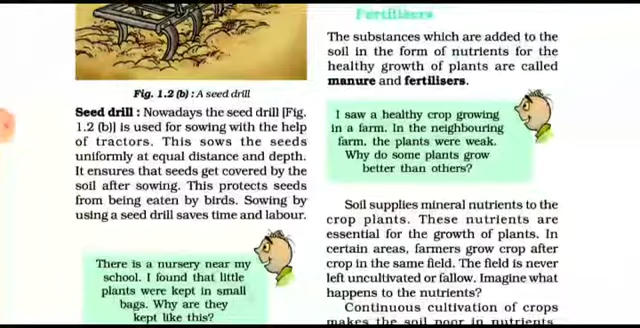 Fig. 1.2 (b) : A seed drill
Seed drill : Nowadays the seed drill [Fig.
1.2 (b)] is used for sowing with the help
of tractors. This sows the seeds
uniformly at equal distance and depth.
It ensures that seeds get covered by the
soil after sowing. This protects seeds
from being eaten by birds. Sowing by
using a seed drill saves time and labour.
There is a nursery near my
school. I found that little
plants were kept in small
bags. Why are they
kept like this?
Fertilisers
The substances which are added to the
soil in the form of nutrients for the
healthy growth of plants are called
manure and fertilisers.
I saw a healthy crop growing
in a farm. In the neighbouring
farm, the plants were weak.
Why do some plants grow
better than others?
Soil supplies mineral nutrients to the
crop plants. These nutrients are
essential for the growth of plants. In
certain areas, farmers grow crop after
crop in the same field. The field is never
left uncultivated or fallow. Imagine what
happens to the nutrients?
Continuous cultivation of crops
makes the soil poor in nutrients.